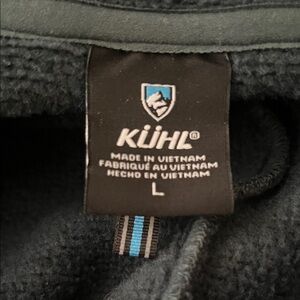 KÜHL®
MADE IN VIETNAM
FABRIQUÉ AU VIETNAM
HECHO EN VIETNAM
L